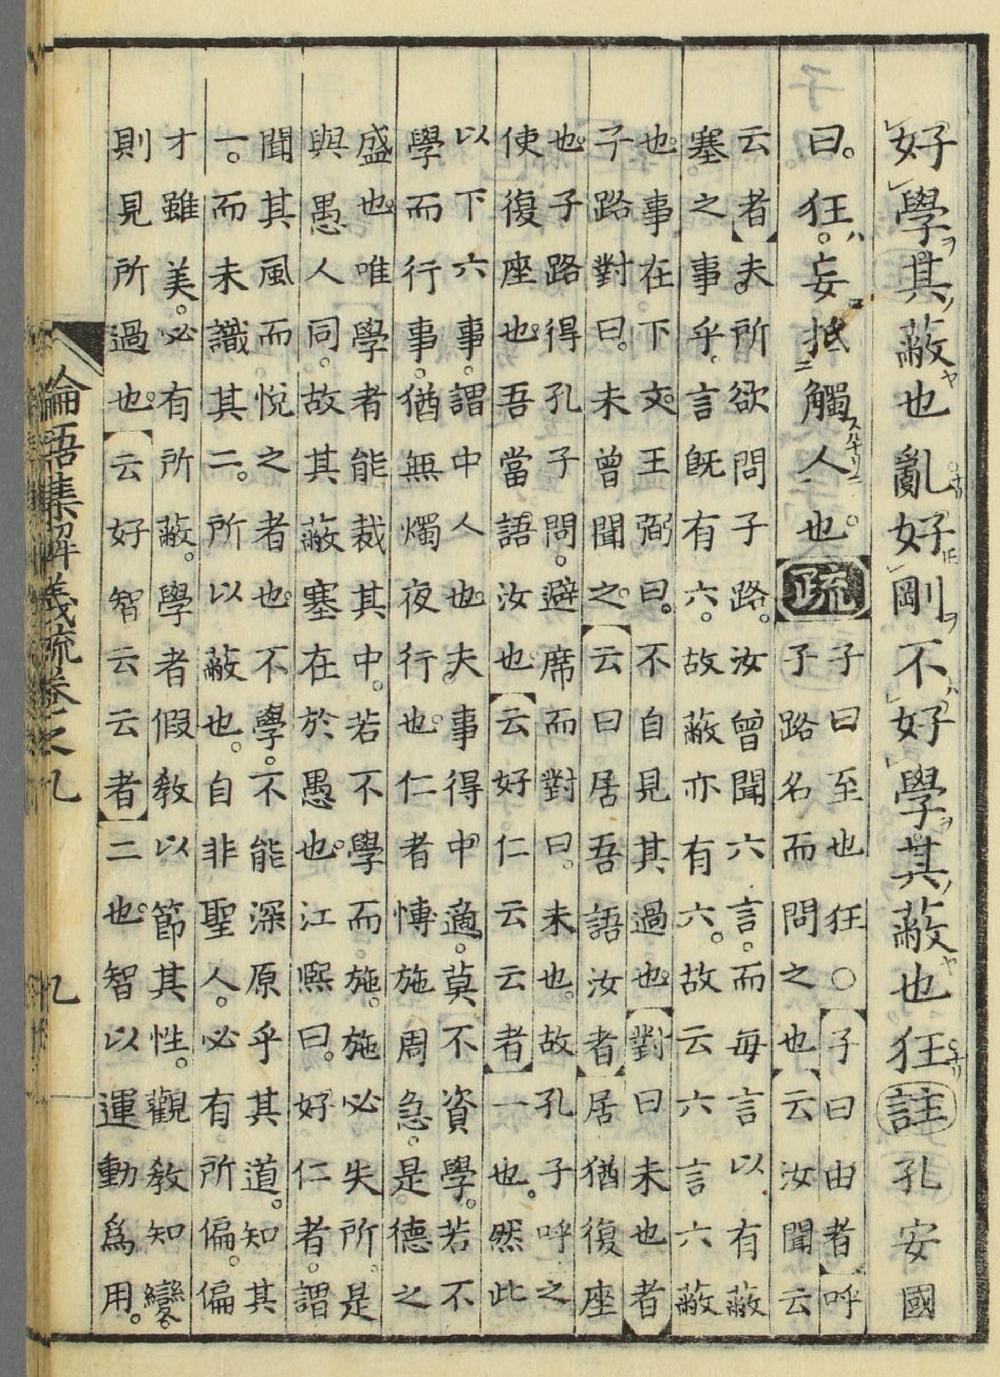 好學其蔽也亂好剛不好學其蔽也狂註孔安國
曰狂妄抵觸人也疏
子曰至也狂○子曰由者呼
子路名而問之也云汝聞云
云者夫所欲問子路汝曾聞六言而每言以有蔽
塞之事乎言既有六故蔽亦有六故云六言六蔽
也事在下文王弼曰不自見其過也對曰未也者
子路對曰未曾聞之云曰居吾語汝者居猶復座
也子路得孔子問避席而對曰未也故孔子呼之
使復座也吾當語汝也云好仁云云者一也然此
以下六事謂中人也夫事得中適莫不資學若不
學而行事猶無燭夜行也仁者愽施周急是德之
盛也唯學者能裁其中若不學而施施必失所是
與愚人同故其蔽塞在於愚也江熙曰好仁者謂
聞其風而悅之者也不學不能深原乎其道知其
一而未識其二所以蔽也自非聖人必有所偏偏
才雖美必有所蔽學者假教以節其性觀教知變
則見所過也云好智云云者二也智以運動爲用
論語集解義疏卷之九
九